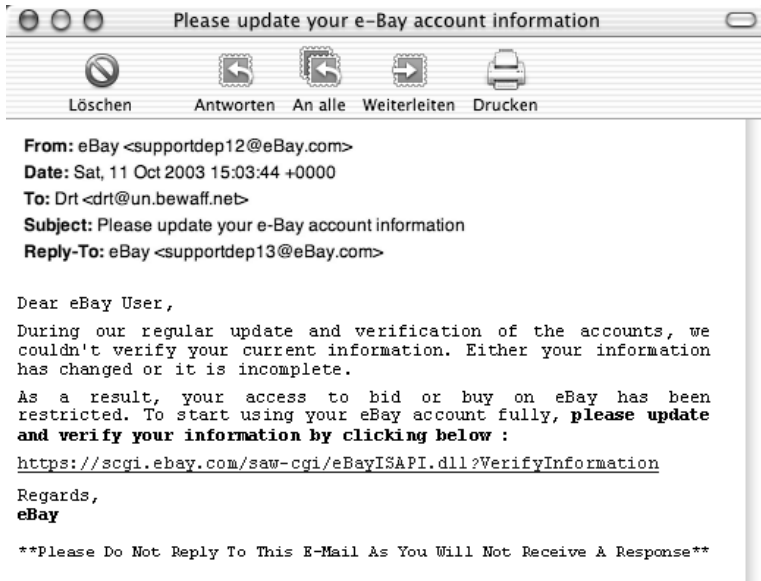 Please update your e-Bay account information
Löschen Antworten An alle Weiterleiten Drucken
From: eBay <supportdep12@eBay.com>
Date: Sat, 11 Oct 2003 15:03:44 +0000
To: Drt <drt@un.bewaff.net>
Subject: Please update your e-Bay account information
Reply-To: eBay <supportdep13@eBay.com>
Dear eBay User,
During our regular update and verification of the accounts, we
couldn't verify your current information. Either your information
has changed or it is incomplete.
As a result, your access to bid or buy on eBay has been
restricted. To start using your eBay account fully, please update
and verify your information by clicking below :
https://scgi.ebay.com/saw-cgi/eBayISAPI.dll?VerifyInformation
Regards,
eBay
**Please Do Not Reply To This E-Mail As You Will Not Receive A Response**